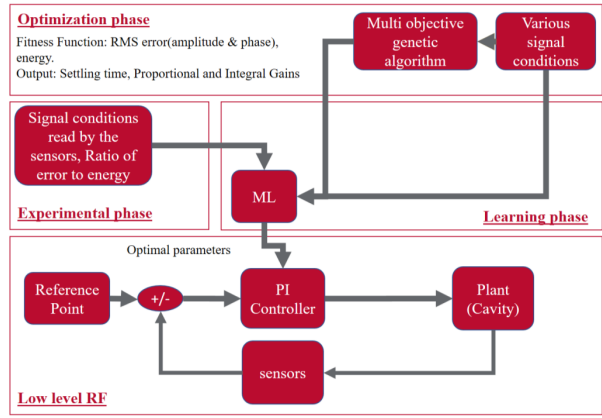 Optimization phase
Fitness Function: RMS error(amplitude & phase),
energy.
Output: Settling time, Proportional and Integral Gains
Multi objective
genetic
algorithm
Various
signal
conditions
Signal conditions
read by the
sensors, Ratio of
error to energy
Experimental phase
ML
Learning phase
Optimal parameters
Reference
Point
+/-
PI
Controller
Plant
(Cavity)
sensors
Low level RF